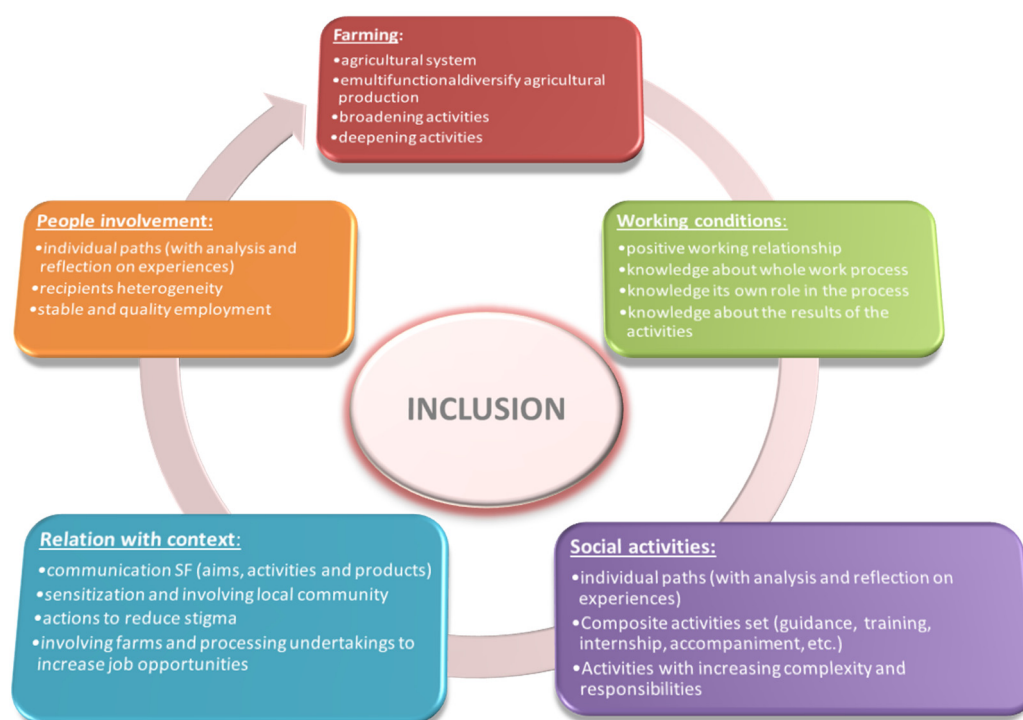 Farming:
•agricultural system
•emultifunctionaldiversify agricultural
production
•broadening activities
•deepening activities
Working conditions:
•positive working relationship
•knowledge about whole work process
•knowledge its own role in the process
•knowledge about the results of the
activities
Social activities:
•individual paths (with analysis and reflection on
experiences)
•Composite activities set (guidance, training,
internship, accompaniment, etc.)
•Activities with increasing complexity and
responsibilities
Relation with context:
•communication SF (aims, activities and products)
•sensitization and involving local community
•actions to reduce stigma
•involving farms and processing undertakings to
increase job opportunities
People involvement:
•individual paths (with analysis and
reflection on experiences)
•recipients heterogeneity
•stable and quality employment
INCLUSION